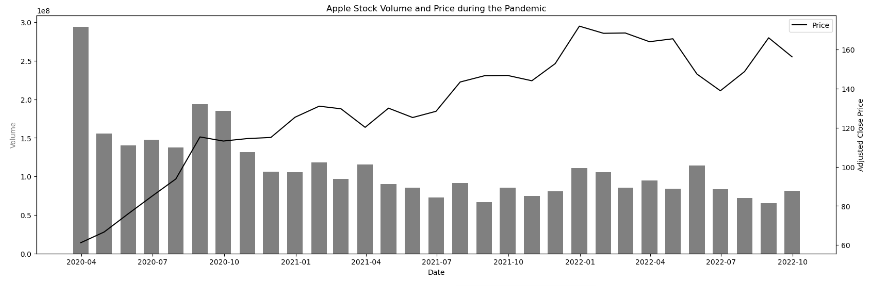 Apple Stock Volume and Price during the Pandemic
1e8
3.0
2.5
2.0
1.5
1.0
0.5
0.0
Volume
Price
160
140
120
100
80
60
Adjusted Close Price
2020-04 2020-07 2020-10 2021-01 2021-04 2021-07 2021-10 2022-01 2022-04 2022-07 2022-10
Date